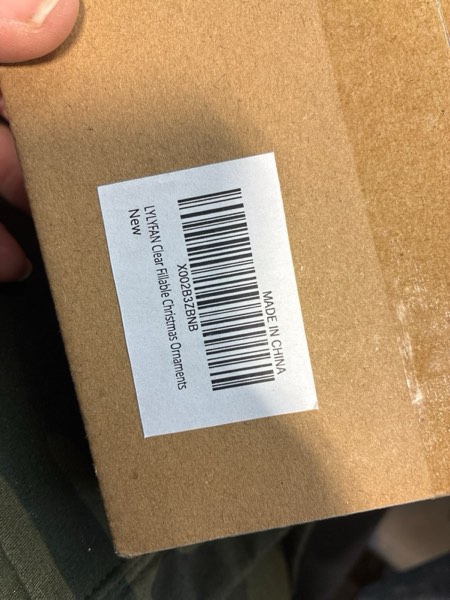 MADE IN CHINA
X002B3ZBNB
LYLYFAN Clear Fillable Christmas Ornaments
New